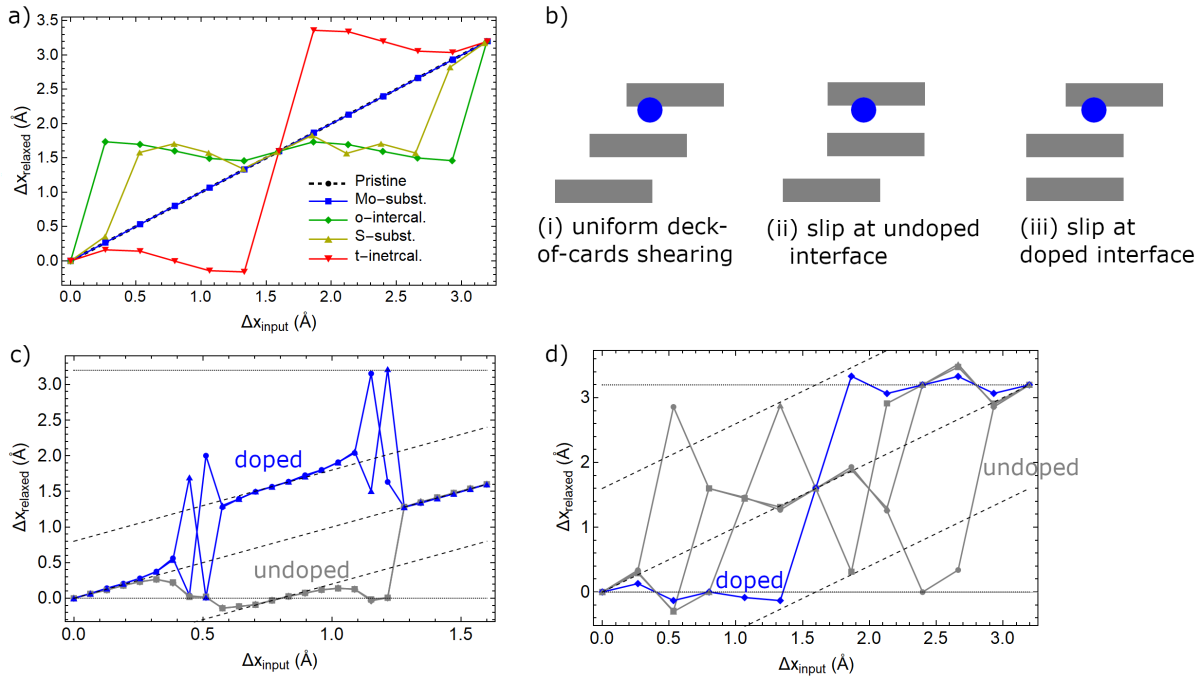 a)
3.5
3.0
2.5
2.0
1.5
1.0
0.5
0.0
Δxrelaxed (Å)
Pristine
Mo-subst.
o-intercal.
S-subst.
t-inetrcal.
0.0 0.5 1.0 1.5 2.0 2.5 3.0
Δxinput (Å)
b)
(i) uniform deck-
of-cards shearing
(ii) slip at undoped
interface
(iii) slip at
doped interface
c)
3.0
2.5
2.0
1.5
1.0
0.5
0.0
Δxrelaxed (Å)
doped
undoped
0.0 0.5 1.0 1.5
Δxinput (Å)
d)
3
2
1
0
Δxrelaxed (Å)
undoped
doped
0.0 0.5 1.0 1.5 2.0 2.5 3.0
Δxinput (Å)